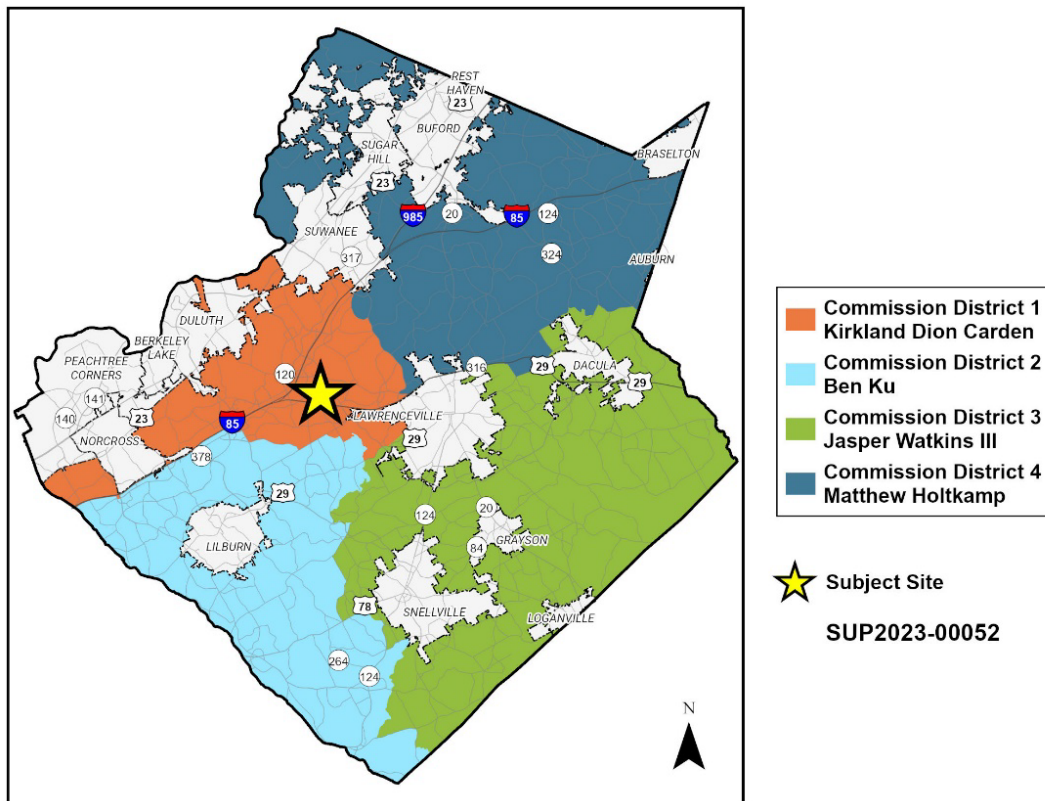 REST
HAVEN
23
BUFORD
SUGAR
HILL
23
BRASELTON
985
20
85
124
SUWANEE
317
324
AUBURN
DULUTH
BERKELEY
LAKE
PEACHTREE
CORNERS
120
316
29
DACULA
29
141
140
23
NORCROSS
85
LAWRENCEVILLE
29
378
29
LILBURN
124
20
84
GRAYSON
78
SNELLVILLE
LOGANVILLE
264
124
N
Commission District 1
Kirkland Dion Carden
Commission District 2
Ben Ku
Commission District 3
Jasper Watkins III
Commission District 4
Matthew Holtkamp
Subject Site
SUP2023-00052